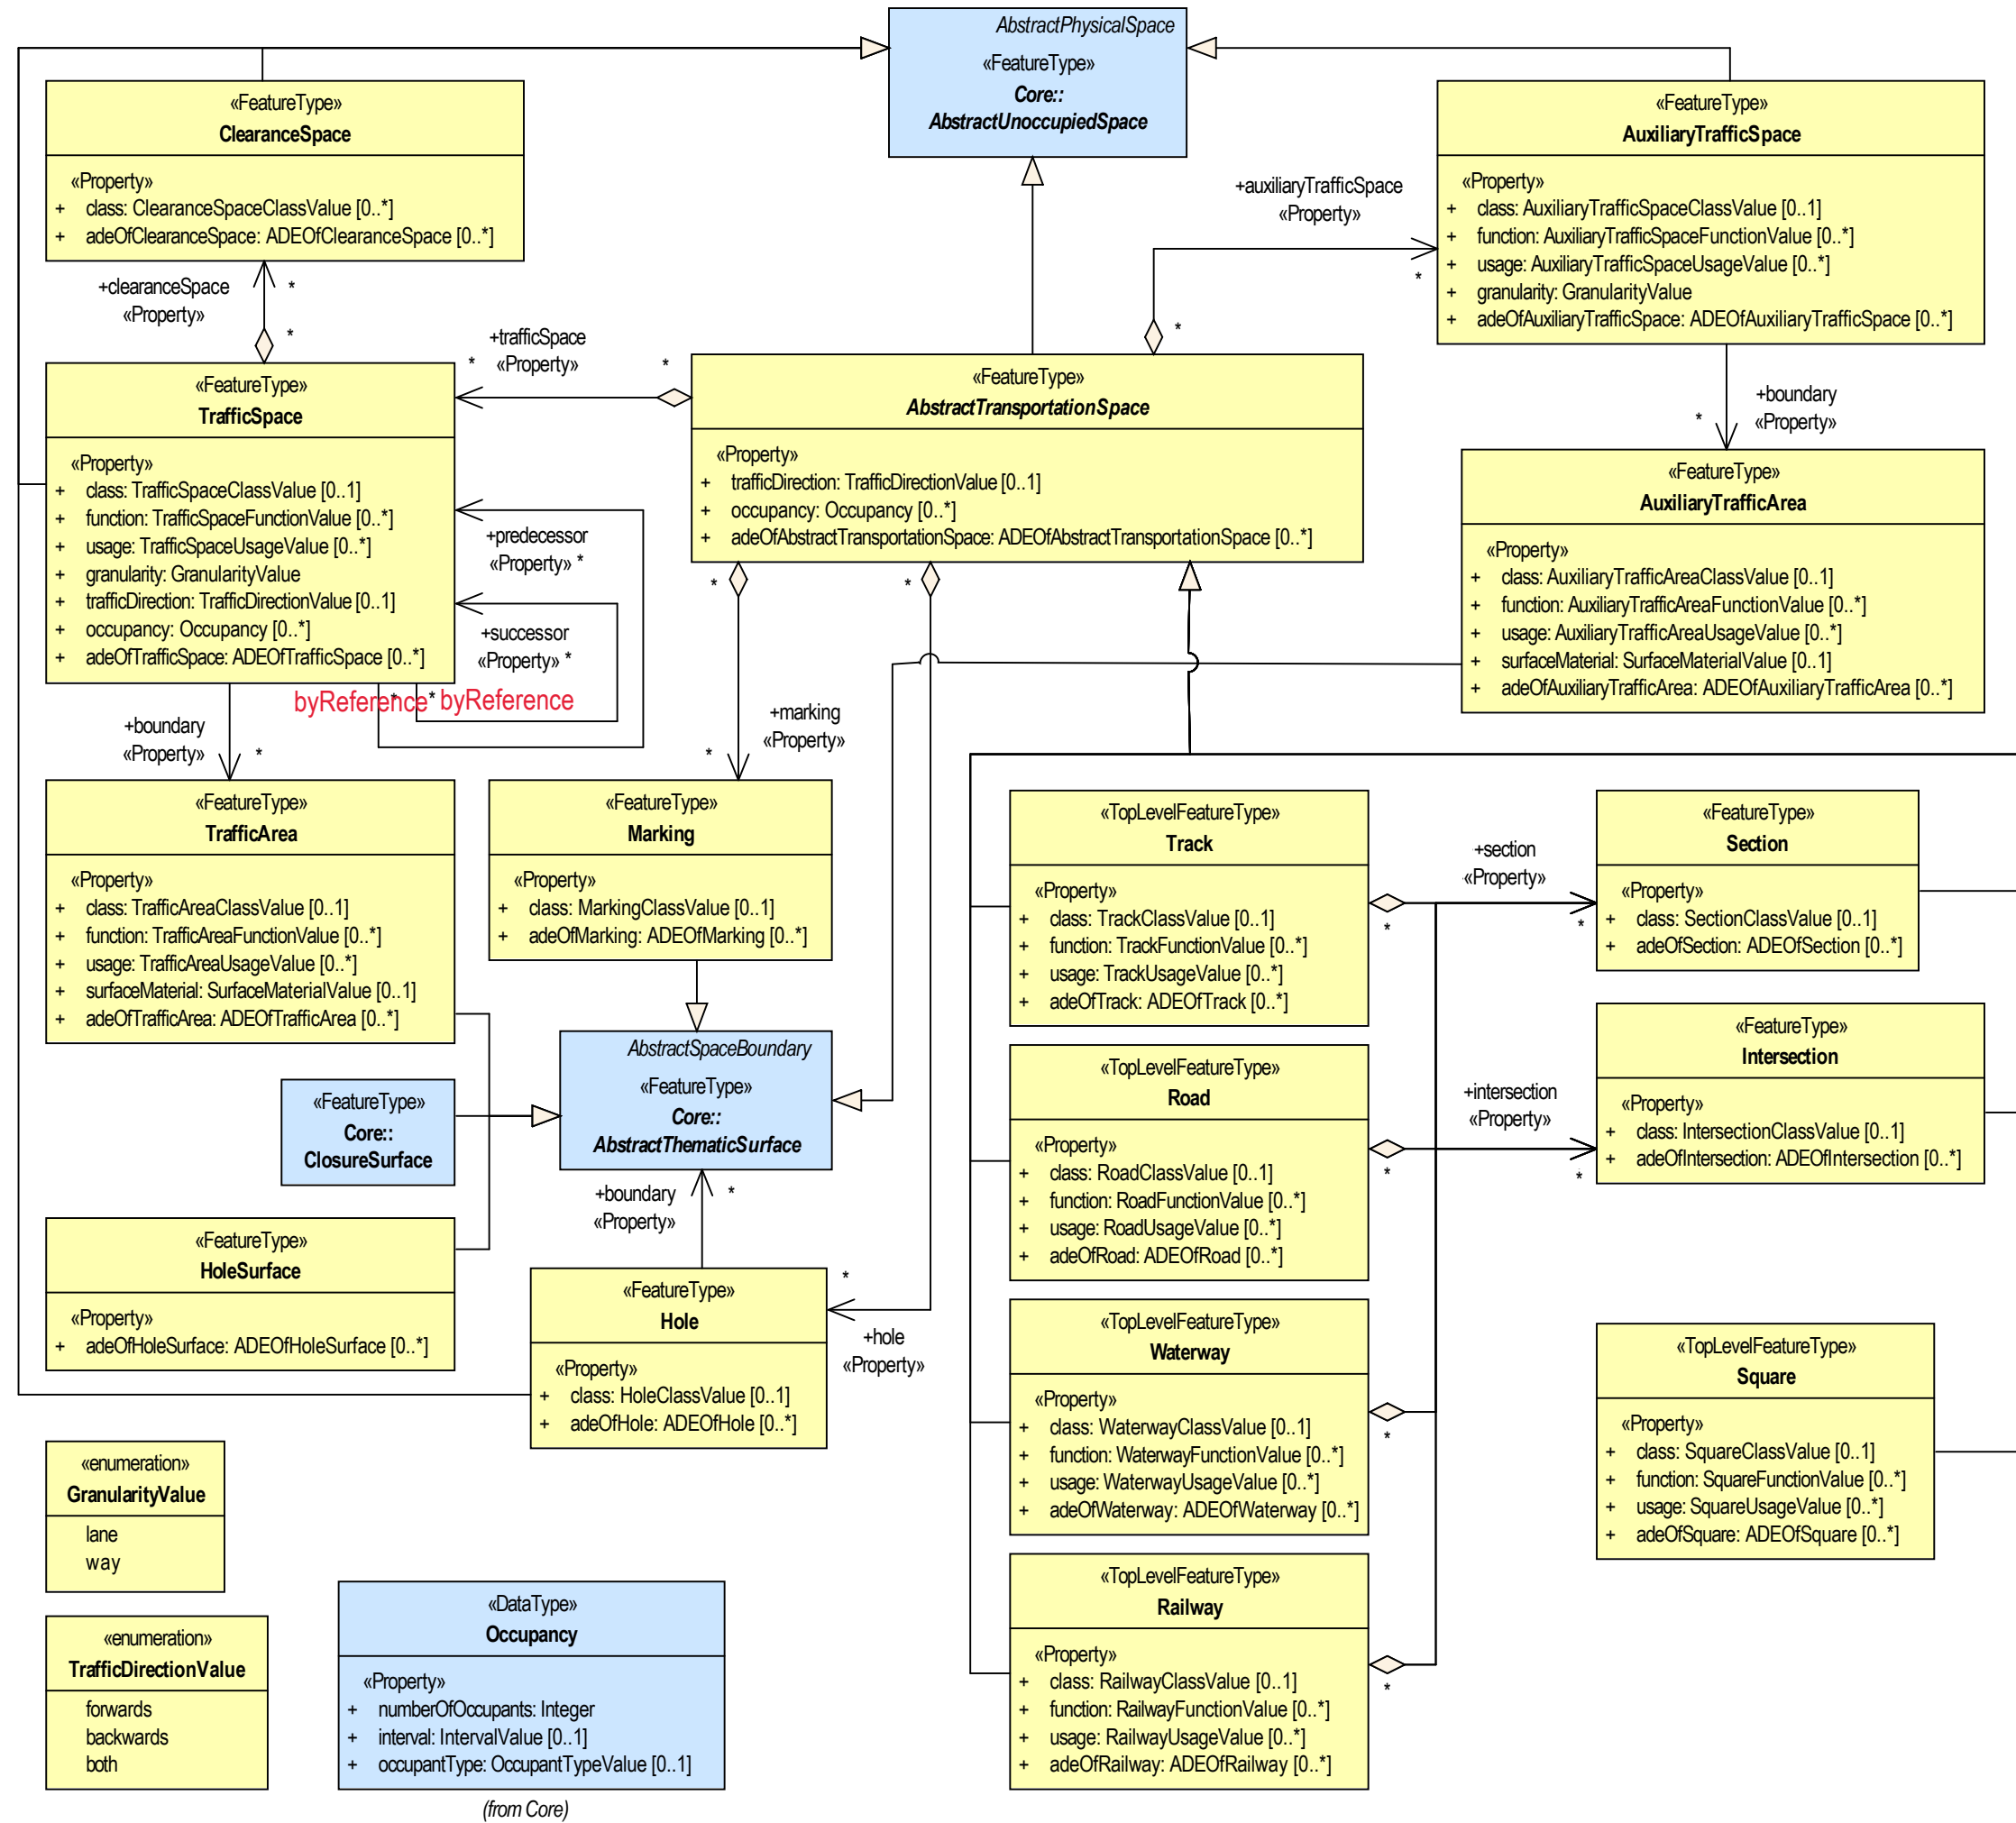 AbstractPhysicalSpace
«FeatureType»
Core::
AbstractUnoccupiedSpace
«FeatureType»
ClearanceSpace
«Property»
+ class: ClearanceSpaceClassValue [0..*]
+ adeOfClearanceSpace: ADEOfClearanceSpace [0..*]
«FeatureType»
AuxiliaryTrafficSpace
«Property»
+ class: AuxiliaryTrafficSpaceClassValue [0..1]
+ function: AuxiliaryTrafficSpaceFunctionValue [0..*]
+ usage: AuxiliaryTrafficSpaceUsageValue [0..*]
+ granularity: GranularityValue
+ adeOfAuxiliaryTrafficSpace: ADEOfAuxiliaryTrafficSpace [0..*]
+auxiliaryTrafficSpace
«Property»
*
*
+clearanceSpace
«Property»
*
*
+trafficSpace
«Property»
*
*
«FeatureType»
TrafficSpace
«Property»
+ class: TrafficSpaceClassValue [0..1]
+ function: TrafficSpaceFunctionValue [0..*]
+ usage: TrafficSpaceUsageValue [0..*]
+ granularity: GranularityValue
+ trafficDirection: TrafficDirectionValue [0..1]
+ occupancy: Occupancy [0..*]
+ adeOfTrafficSpace: ADEOfTrafficSpace [0..*]
«FeatureType»
AbstractTransportationSpace
«Property»
+ trafficDirection: TrafficDirectionValue [0..1]
+ occupancy: Occupancy [0..*]
+ adeOfAbstractTransportationSpace: ADEOfAbstractTransportationSpace [0..*]
+boundary
«Property»
*
«FeatureType»
AuxiliaryTrafficArea
«Property»
+ class: AuxiliaryTrafficAreaClassValue [0..1]
+ function: AuxiliaryTrafficAreaFunctionValue [0..*]
+ usage: AuxiliaryTrafficAreaUsageValue [0..*]
+ surfaceMaterial: SurfaceMaterialValue [0..1]
+ adeOfAuxiliaryTrafficArea: ADEOfAuxiliaryTrafficArea [0..*]
+predecessor
«Property» *
+successor
«Property» *
*
*
byReference
*
* byReference
+boundary
«Property»
*
+marking
«Property»
*
«FeatureType»
TrafficArea
«Property»
+ class: TrafficAreaClassValue [0..1]
+ function: TrafficAreaFunctionValue [0..*]
+ usage: TrafficAreaUsageValue [0..*]
+ surfaceMaterial: SurfaceMaterialValue [0..1]
+ adeOfTrafficArea: ADEOfTrafficArea [0..*]
«FeatureType»
Marking
«Property»
+ class: MarkingClassValue [0..1]
+ adeOfMarking: ADEOfMarking [0..*]
«TopLevelFeatureType»
Track
«Property»
+ class: TrackClassValue [0..1]
+ function: TrackFunctionValue [0..*]
+ usage: TrackUsageValue [0..*]
+ adeOfTrack: ADEOfTrack [0..*]
*
+section
«Property»
*
«FeatureType»
Section
«Property»
+ class: SectionClassValue [0..1]
+ adeOfSection: ADEOfSection [0..*]
AbstractSpaceBoundary
«FeatureType»
Core::
AbstractThematicSurface
«FeatureType»
Core::
ClosureSurface
«TopLevelFeatureType»
Road
«Property»
+ class: RoadClassValue [0..1]
+ function: RoadFunctionValue [0..*]
+ usage: RoadUsageValue [0..*]
+ adeOfRoad: ADEOfRoad [0..*]
*
+intersection
«Property»
*
«FeatureType»
Intersection
«Property»
+ class: IntersectionClassValue [0..1]
+ adeOfIntersection: ADEOfIntersection [0..*]
+boundary
«Property»
*
«FeatureType»
HoleSurface
«Property»
+ adeOfHoleSurface: ADEOfHoleSurface [0..*]
«FeatureType»
Hole
«Property»
+ class: HoleClassValue [0..1]
+ adeOfHole: ADEOfHole [0..*]
*
+hole
«Property»
«TopLevelFeatureType»
Waterway
«Property»
+ class: WaterwayClassValue [0..1]
+ function: WaterwayFunctionValue [0..*]
+ usage: WaterwayUsageValue [0..*]
+ adeOfWaterway: ADEOfWaterway [0..*]
*
«TopLevelFeatureType»
Square
«Property»
+ class: SquareClassValue [0..1]
+ function: SquareFunctionValue [0..*]
+ usage: SquareUsageValue [0..*]
+ adeOfSquare: ADEOfSquare [0..*]
«enumeration»
GranularityValue
lane
way
«enumeration»
TrafficDirectionValue
forwards
backwards
both
«DataType»
Occupancy
«Property»
+ numberOfOccupants: Integer
+ interval: IntervalValue [0..1]
+ occupantType: OccupantTypeValue [0..1]
(from Core)
«TopLevelFeatureType»
Railway
«Property»
+ class: RailwayClassValue [0..1]
+ function: RailwayFunctionValue [0..*]
+ usage: RailwayUsageValue [0..*]
+ adeOfRailway: ADEOfRailway [0..*]
*